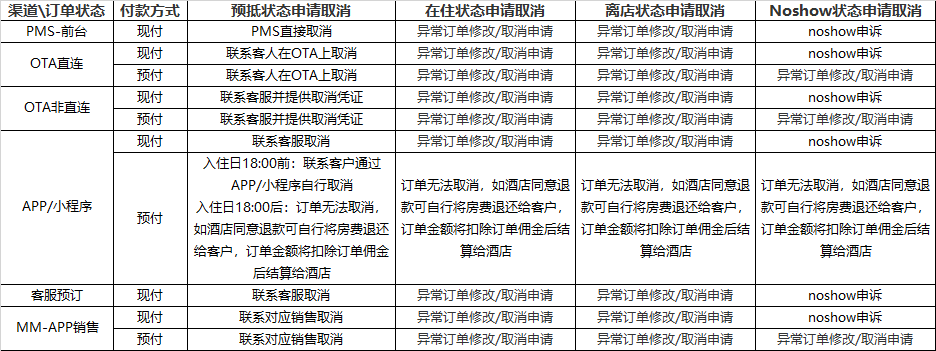 渠道\订单状态 付款方式 预抵状态申请取消 在住状态申请取消 离店状态申请取消 Noshow状态申请取消
PMS-前台 现付 PMS直接取消 异常订单修改/取消申请 异常订单修改/取消申请 noshow申诉
OTA直连 现付 联系客人在OTA上取消 异常订单修改/取消申请 异常订单修改/取消申请 noshow申诉
预付 联系客人在OTA上取消 异常订单修改/取消申请 异常订单修改/取消申请 异常订单修改/取消申请
OTA非直连 现付 联系客服并提供取消凭证 异常订单修改/取消申请 异常订单修改/取消申请 noshow申诉
预付 联系客服并提供取消凭证 异常订单修改/取消申请 异常订单修改/取消申请 异常订单修改/取消申请
APP/小程序 现付 联系客服取消 异常订单修改/取消申请 异常订单修改/取消申请 noshow申诉
预付
入住日18:00前：联系客户通过
APP/小程序自行取消
入住日18:00后：订单无法取消，
如酒店同意退款可自行将房费退还
给客户，订单金额将扣除订单佣金
后结算给酒店
订单无法取消，如酒店同意退
款可自行将房费退还给客户，
订单金额将扣除订单佣金后结
算给酒店
订单无法取消，如酒店同意退
款可自行将房费退还给客户，
订单金额将扣除订单佣金后结
算给酒店
订单无法取消，如酒店同意退
款可自行将房费退还给客户，
订单金额将扣除订单佣金后结
算给酒店
客服预订 现付 联系客服取消 异常订单修改/取消申请 异常订单修改/取消申请 noshow申诉
MM-APP销售 现付 联系对应销售取消 异常订单修改/取消申请 异常订单修改/取消申请 noshow申诉
预付 联系对应销售取消 异常订单修改/取消申请 异常订单修改/取消申请 异常订单修改/取消申请